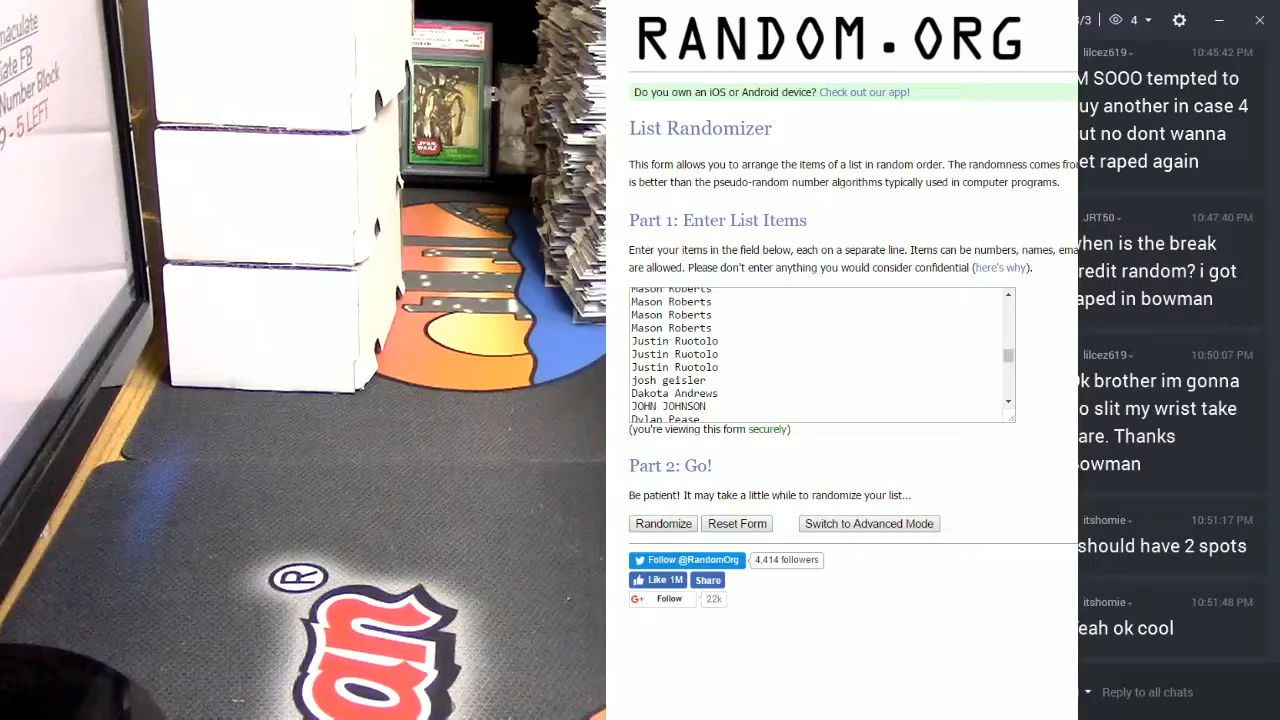 maculate
iate FB
Number Block
9 - 5 LEFT
STAR
WARS
®
an
RANDOM.ORG
Do you own an iOS or Android device? Check out our app!
List Randomizer
This form allows you to arrange the items of a list in random order. The randomness comes fro
is better than the pseudo-random number algorithms typically used in computer programs.
Part 1: Enter List Items
Enter your items in the field below, each on a separate line. Items can be numbers, names, ema
are allowed. Please don't enter anything you would consider confidential (here's why).
Mason Roberts
Mason Roberts
Mason Roberts
Mason Roberts
Justin Ruotolo
Justin Ruotolo
Justin Ruotolo
josh geisler
Dakota Andrews
JOHN JOHNSON
Dylan Pease
(you're viewing this form securely)
Part 2: Go!
Be patient! It may take a little while to randomize your list...
Randomize Reset Form Switch to Advanced Mode
Follow @RandomOrg 4,414 followers
Like 1M Share
G+ Follow 22k
/3 4
lilcez619 10:45:42 PM
M SOOO tempted to
uy another in case 4
ut no dont wanna
et raped again
JRT50 10:47:40 PM
hen is the break
redit random? i got
aped in bowman
lilcez619 10:50:07 PM
k brother im gonna
o slit my wrist take
are. Thanks
owman
itshomie 10:51:17 PM
should have 2 spots
itshomie 10:51:48 PM
eah ok cool
Reply to all chats